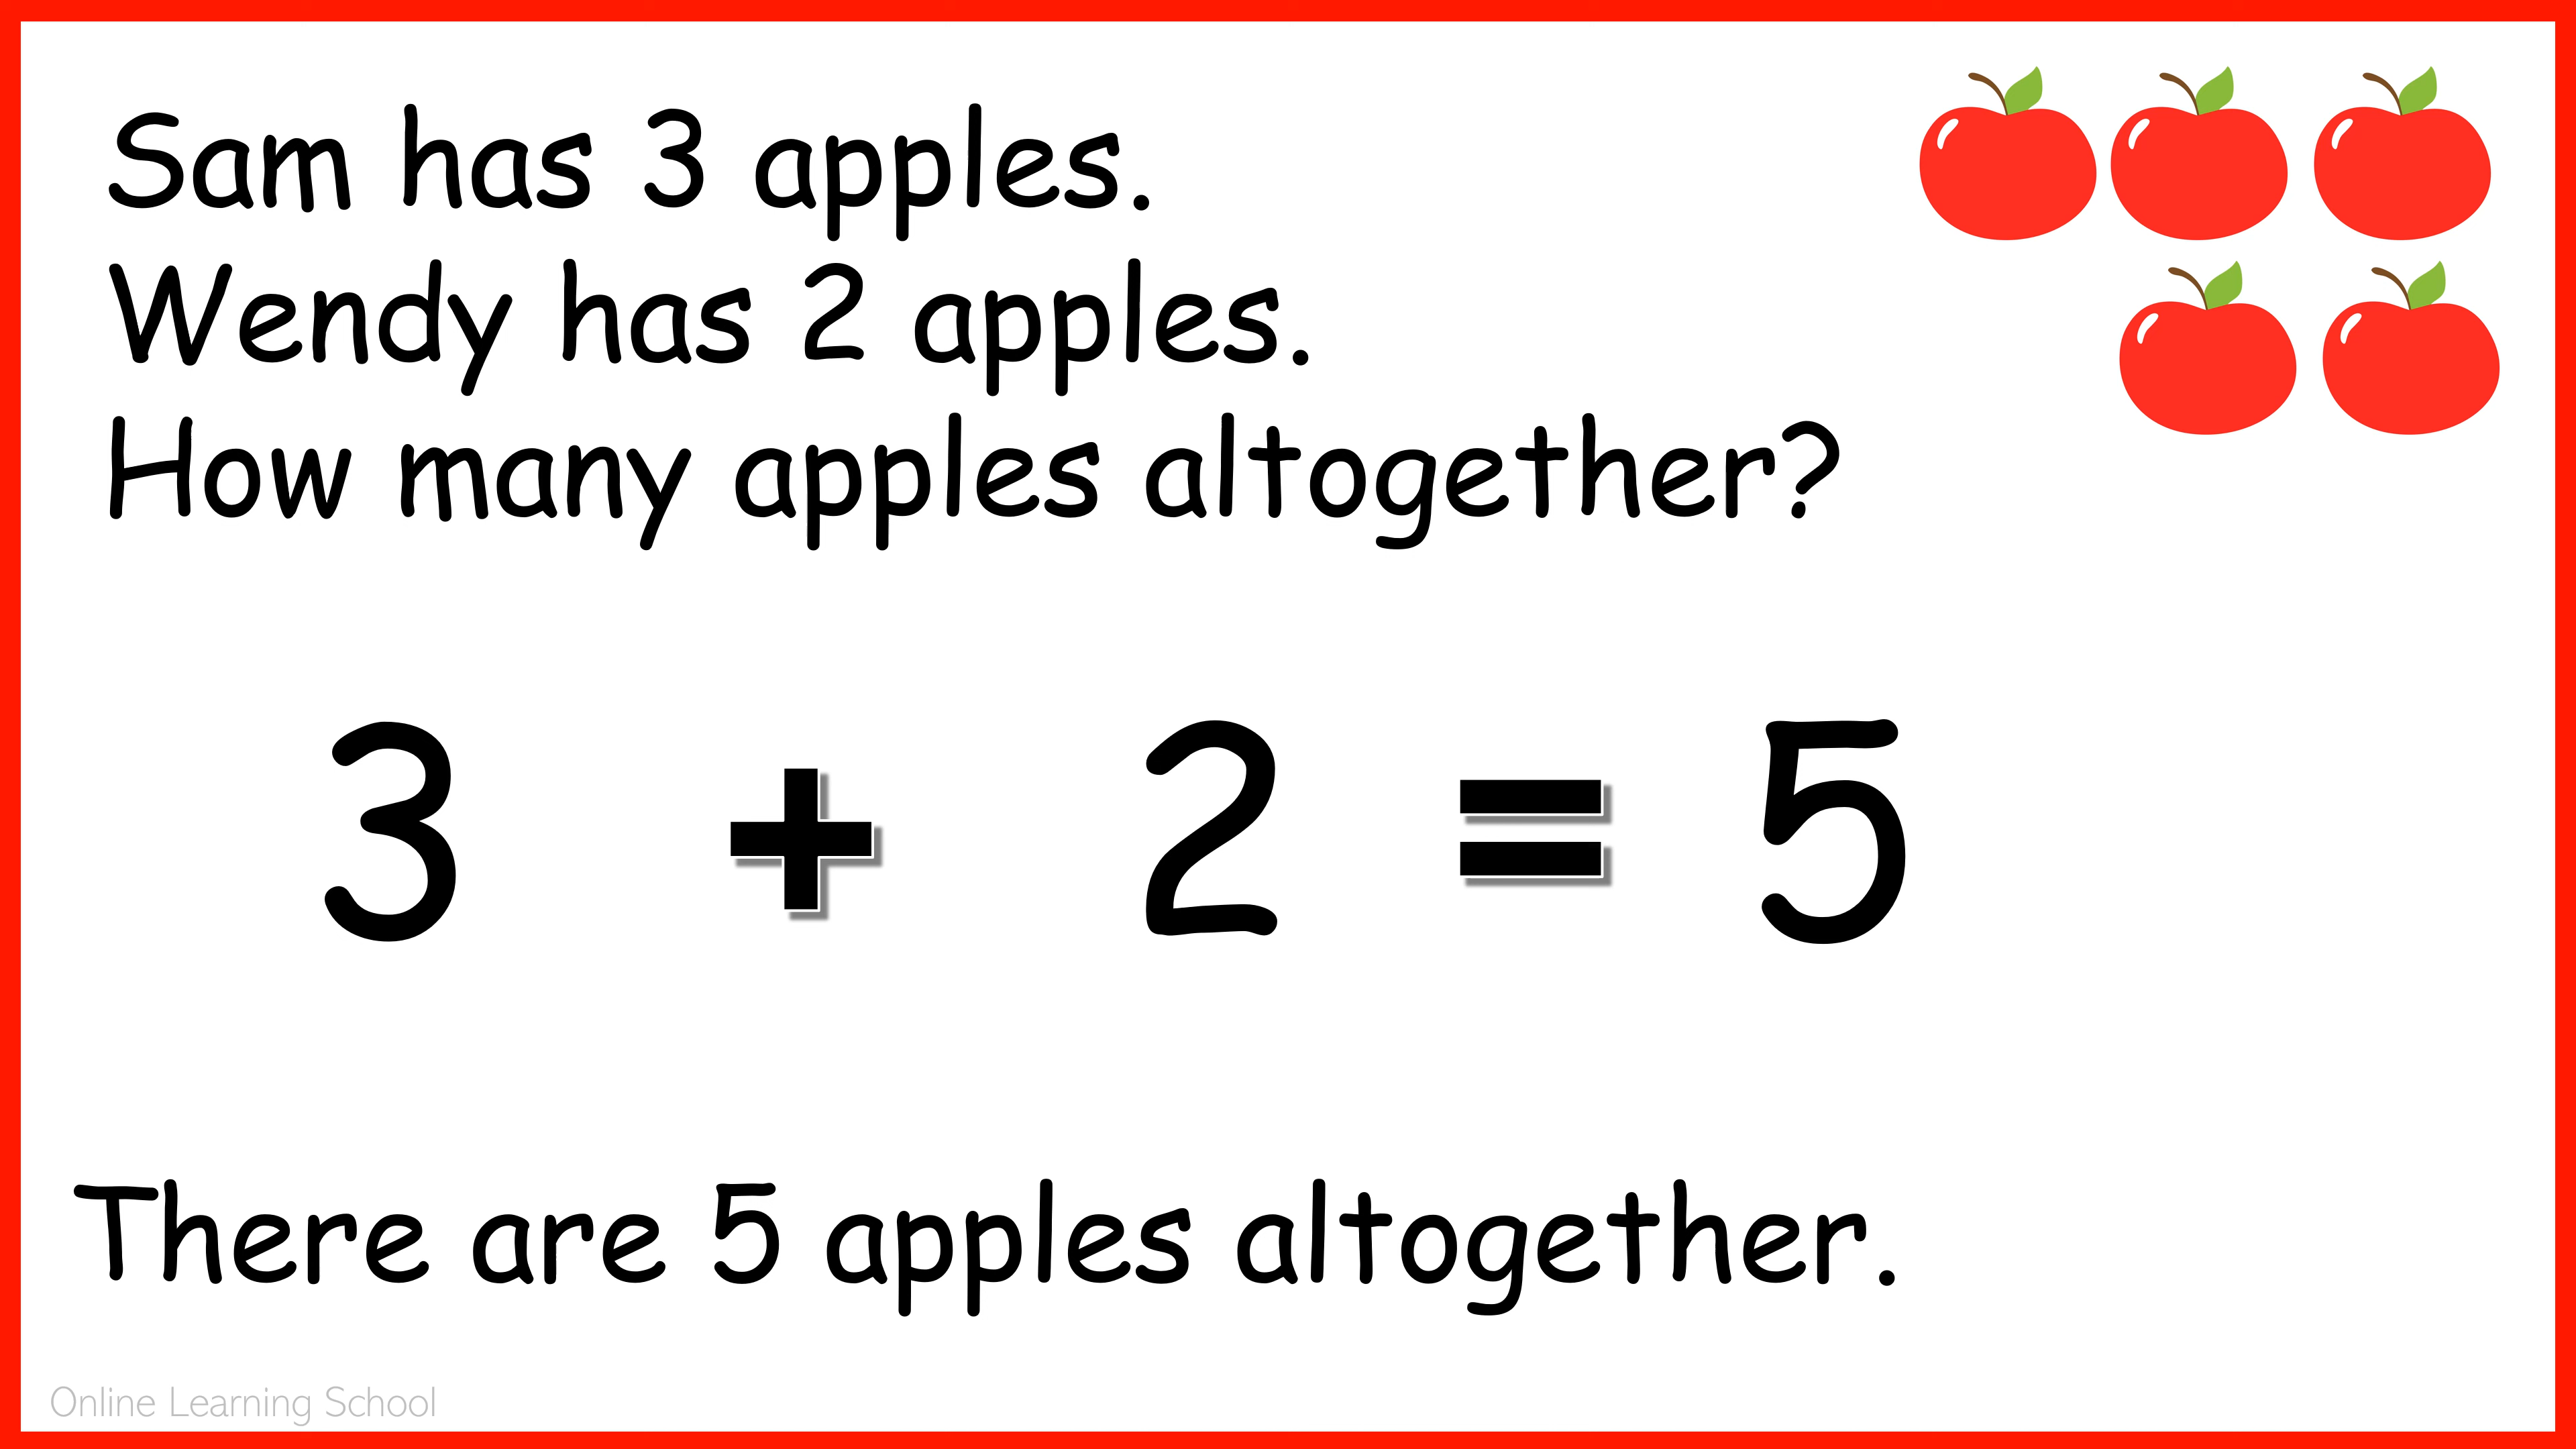 Sam has 3 apples.
Wendy has 2 apples.
How many apples altogether?
3 + 2 = 5
There are 5 apples altogether.
Online Learning School